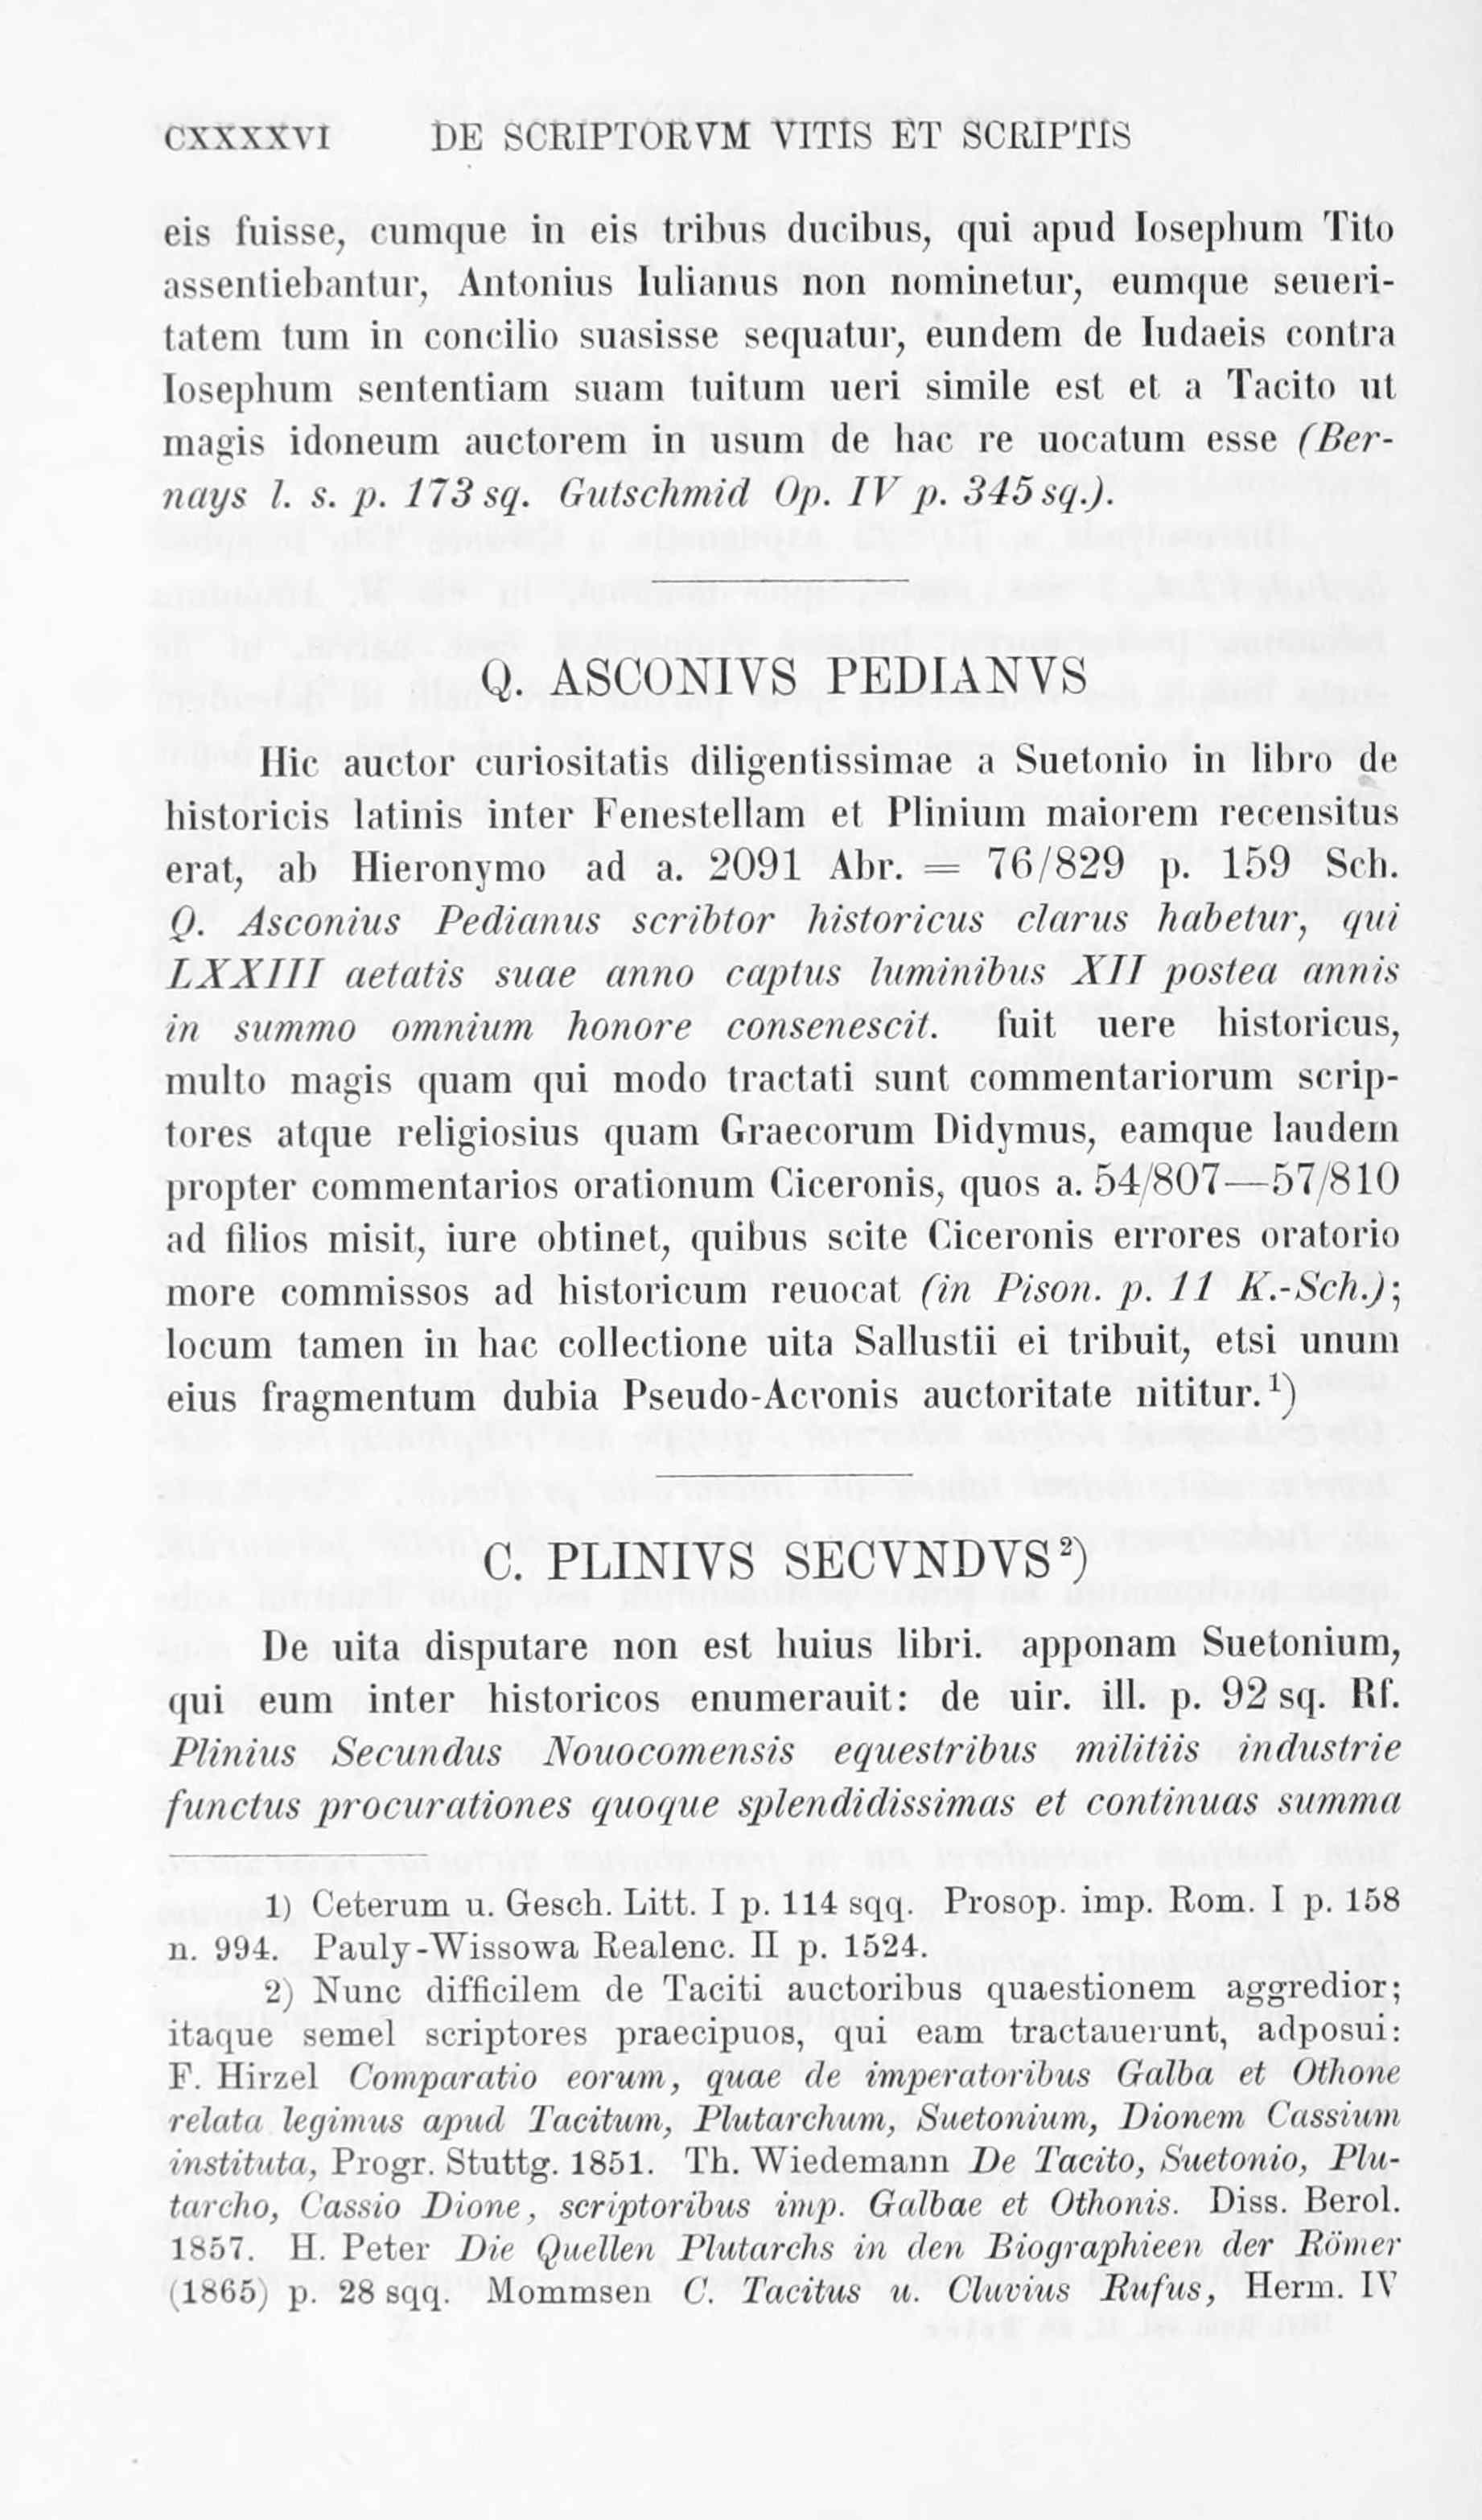 CXXXXVI DE SCRIPTORVM VITIS ET SCRIPTIS
eis fuisse, cumque in eis tribus ducibus, qui apud Iosephum Tito
assentiebantur, Antonius Iulianus non nominetur, eumque seueri-
tatem tum in concilio suasisse sequatur, eundem de Iudaeis contra
Iosephum sententiam suam tuitum ueri simile est et a Tacito ut
magis idoneum auctorem in usum de hac re uocatum esse (Ber-
nays l. s. p. 173 sq. Gutschmid Op. IV p. 345 sq.).
Q. ASCONIVS PEDIANVS
Hic auctor curiositatis diligentissimae a Suetonio in libro de
historicis latinis inter Fenestellam et Plinium maiorem recensitus
erat, ab Hieronymo ad a. 2091 Abr. = 76/829 p. 159 Sch.
Q. Asconius Pedianus scribtor historicus clarus habetur, qui
LXXIII aetatis suae anno captus luminibus XII postea annis
in summo omnium honore consenescit. fuit uere historicus,
multo magis quam qui modo tractati sunt commentariorum scrip-
tores atque religiosius quam Graecorum Didymus, eamque laudem
propter commentarios orationum Ciceronis, quos a. 54/807—57/810
ad filios misit, iure obtinet, quibus scite Ciceronis errores oratorio
more commissos ad historicum reuocat (in Pison. p. 11 K.-Sch.);
locum tamen in hac collectione uita Sallustii ei tribuit, etsi unum
eius fragmentum dubia Pseudo-Acronis auctoritate nititur.¹)
C. PLINIVS SECVNDVS²)
De uita disputare non est huius libri. apponam Suetonium,
qui eum inter historicos enumerauit: de uir. ill. p. 92 sq. Rf.
Plinius Secundus Nouocomensis equestribus militiis industrie
functus procurationes quoque splendidissimas et continuas summa
1) Ceterum u. Gesch. Litt. I p. 114 sqq. Prosop. imp. Rom. I p. 158
n. 994. Pauly-Wissowa Realenc. II p. 1524.
2) Nunc difficilem de Taciti auctoribus quaestionem aggredior;
itaque semel scriptores praecipuos, qui eam tractauerunt, adposui:
F. Hirzel Comparatio eorum, quae de imperatoribus Galba et Othone
relata legimus apud Tacitum, Plutarchum, Suetonium, Dionem Cassium
instituta, Progr. Stuttg. 1851. Th. Wiedemann De Tacito, Suetonio, Plu-
tarcho, Cassio Dione, scriptoribus imp. Galbae et Othonis. Diss. Berol.
1857. H. Peter Die Quellen Plutarchs in den Biographieen der Römer
(1865) p. 28 sqq. Mommsen C. Tacitus u. Cluvius Rufus, Herm. IV